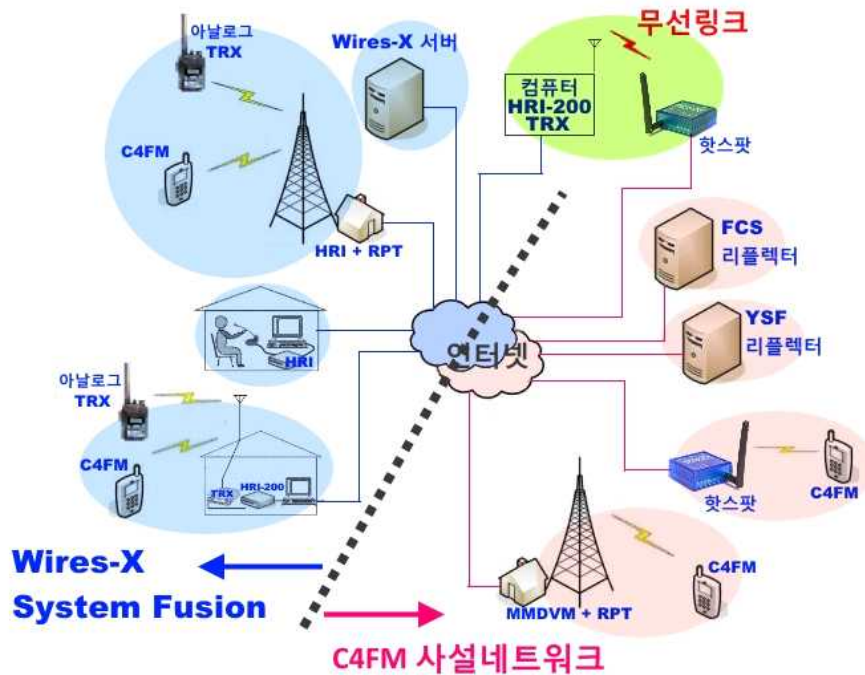 아날로그
TRX
Wires-X 서버
무선링크
컴퓨터
HRI-200
TRX
핫스팟
C4FM
HRI + RPT
FCS
리플렉터
YSF
리플렉터
인터넷
HRI
아날로그
TRX
C4FM
TRX
HRI-200
핫스팟
C4FM
C4FM
MMDVM + RPT
Wires-X
System Fusion
C4FM 사설네트워크